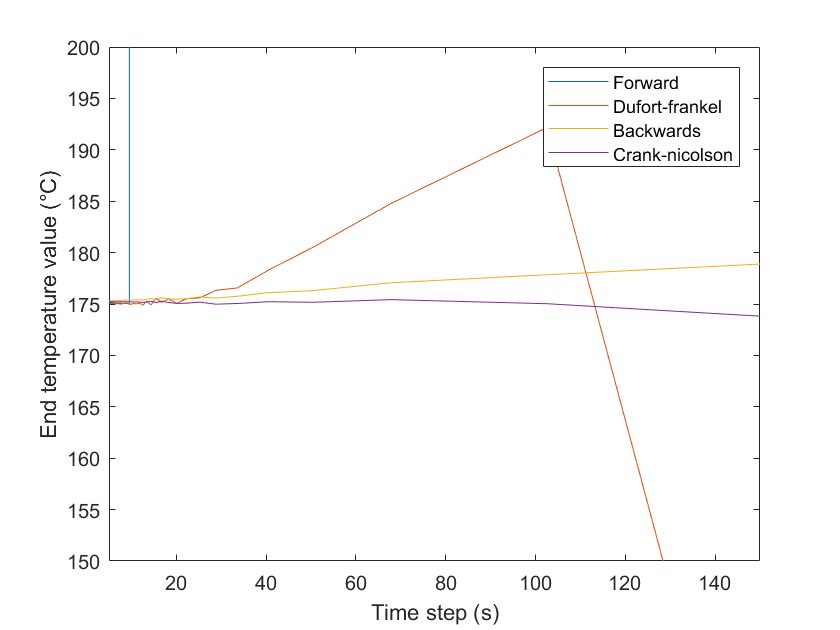 200
195
190
185
180
175
170
165
160
155
150
End temperature value (°C)
Forward
Dufort-frankel
Backwards
Crank-nicolson
20 40 60 80 100 120 140
Time step (s)